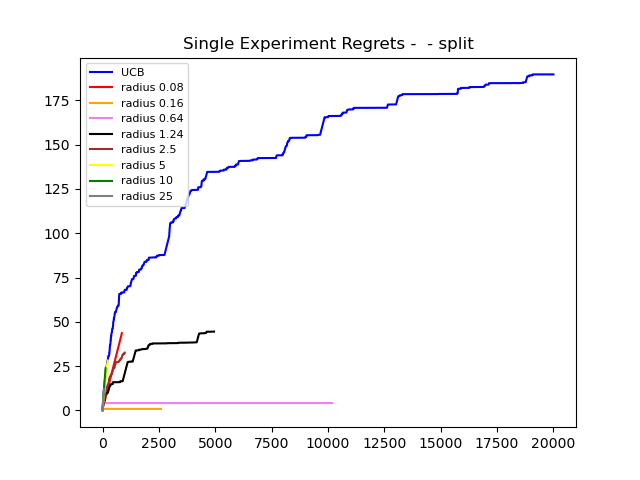 Single Experiment Regrets -  - split
UCB
radius 0.08
radius 0.16
radius 0.64
radius 1.24
radius 2.5
radius 5
radius 10
radius 25
175
150
125
100
75
50
25
0
0 2500 5000 7500 10000 12500 15000 17500 20000